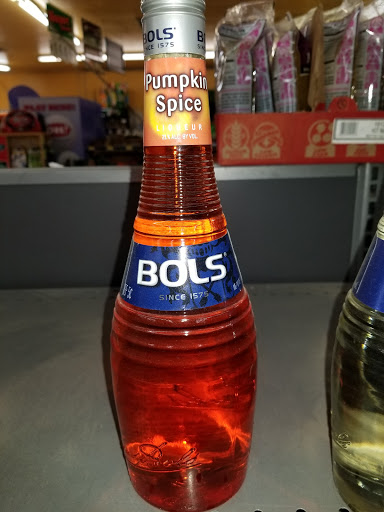 BOLS
SINCE 1575
Pumpkin
Spice
LIQUEUR
BOLS
SINCE 1575